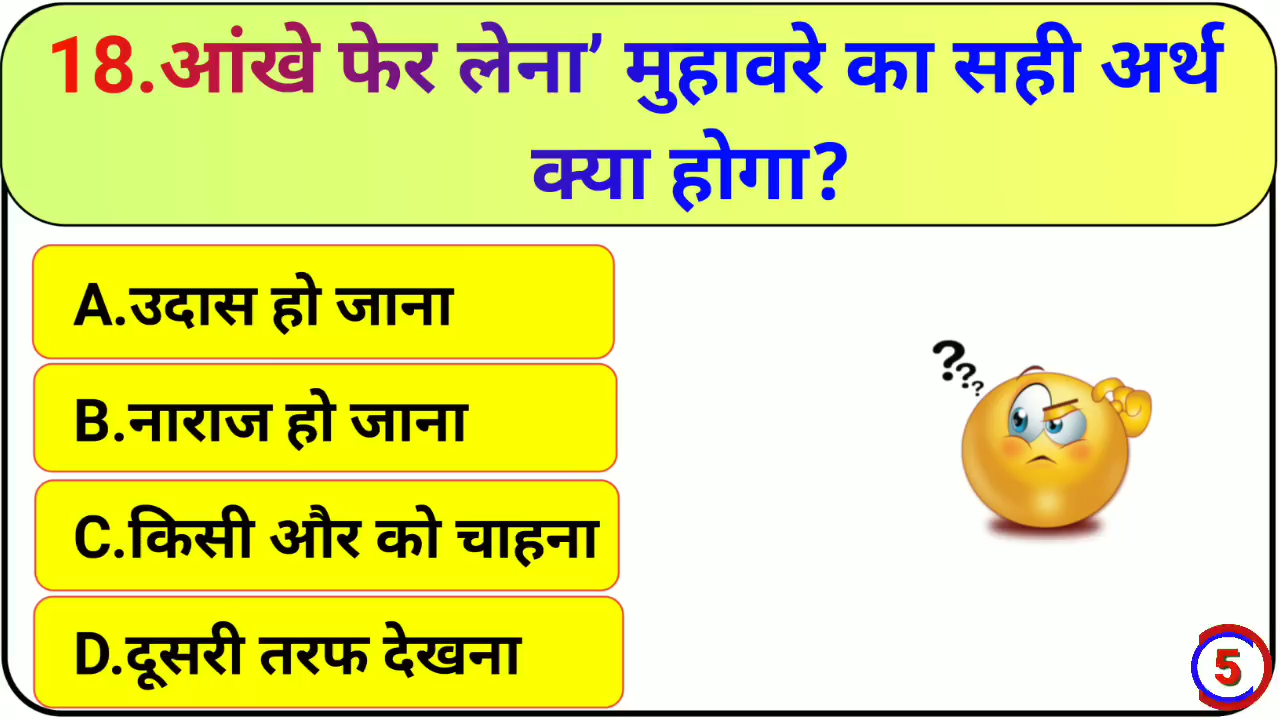 18.आंखे फेर लेना’ मुहावरे का सही अर्थ
क्या होगा?
A.उदास हो जाना
B.नाराज हो जाना
C.किसी और को चाहना
D.दूसरी तरफ देखना
???
5